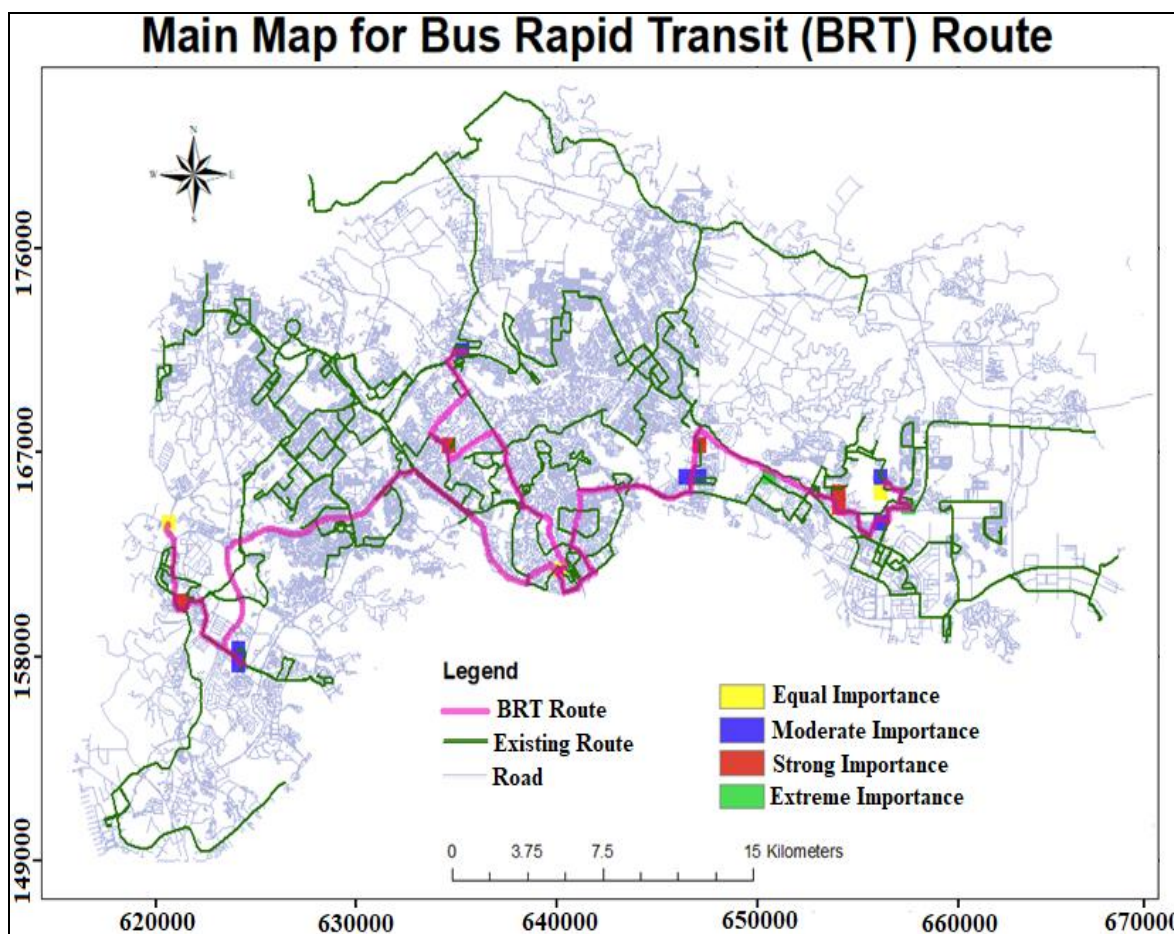 Main Map for Bus Rapid Transit (BRT) Route
N
W
E
S
176000
167000
158000
149000
Legend
BRT Route
Existing Route
Road
Equal Importance
Moderate Importance
Strong Importance
Extreme Importance
0 3.75 7.5 15 Kilometers
620000 630000 640000 650000 660000 670000